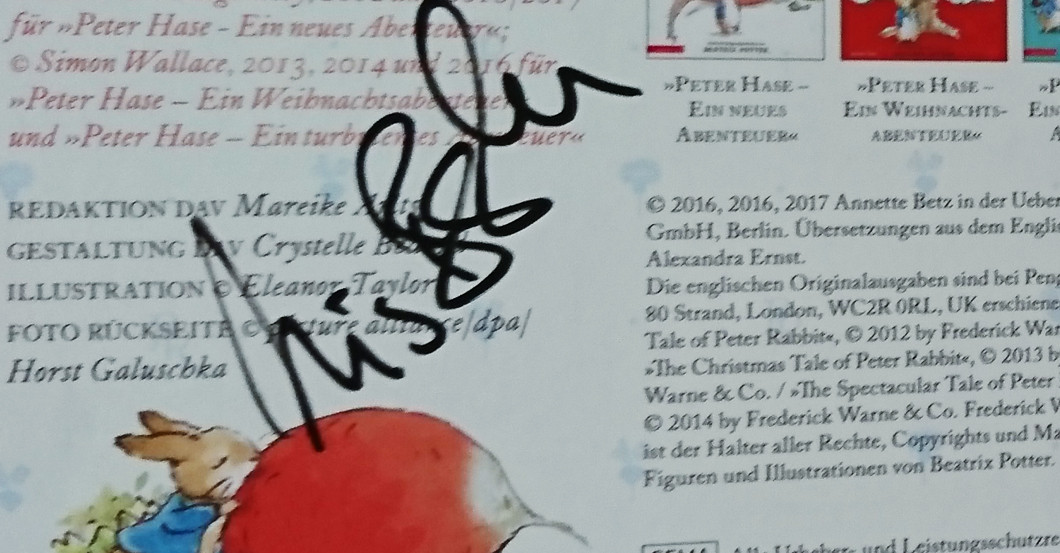 für »Peter Hase – Ein neues Abenteuer«;
© Simon Wallace, 2013, 2014 und 2016 für
»Peter Hase – Ein Weihnachtsabenteuer
und »Peter Hase – Ein turbulentes Abenteuer«
REDAKTION DAV Mareike
GESTALTUNG DAV Crystelle
ILLUSTRATION © Eleanor Taylor
FOTO RÜCKSEITE © picture alliance/dpa/
Horst Galuschka
»PETER HASE –
EIN NEUES
ABENTEUER«
»PETER HASE –
EIN WEIHNACHTS-
ABENTEUER«
© 2016, 2016, 2017 Annette Betz in der Ueber
GmbH, Berlin. Übersetzungen aus dem Engli
Alexandra Ernst.
Die englischen Originalausgaben sind bei Pen
80 Strand, London, WC2R 0RL, UK erschiene
Tale of Peter Rabbit«, © 2012 by Frederick War
»The Christmas Tale of Peter Rabbit«, © 2013 b
Warne & Co. / »The Spectacular Tale of Peter
© 2014 by Frederick Warne & Co. Frederick W
ist der Halter aller Rechte, Copyrights und Ma
Figuren und Illustrationen von Beatrix Potter.
und Leistungsschutzre